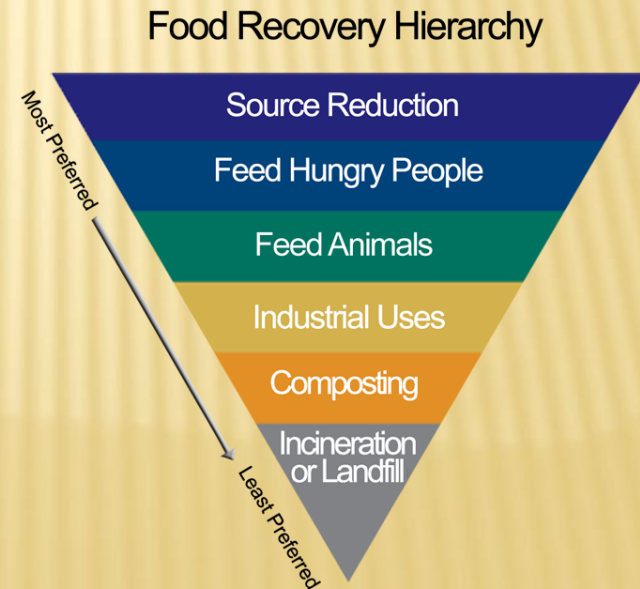 Food Recovery Hierarchy
Most Preferred
Source Reduction
Feed Hungry People
Feed Animals
Industrial Uses
Composting
Incineration
or Landfill
Least Preferred